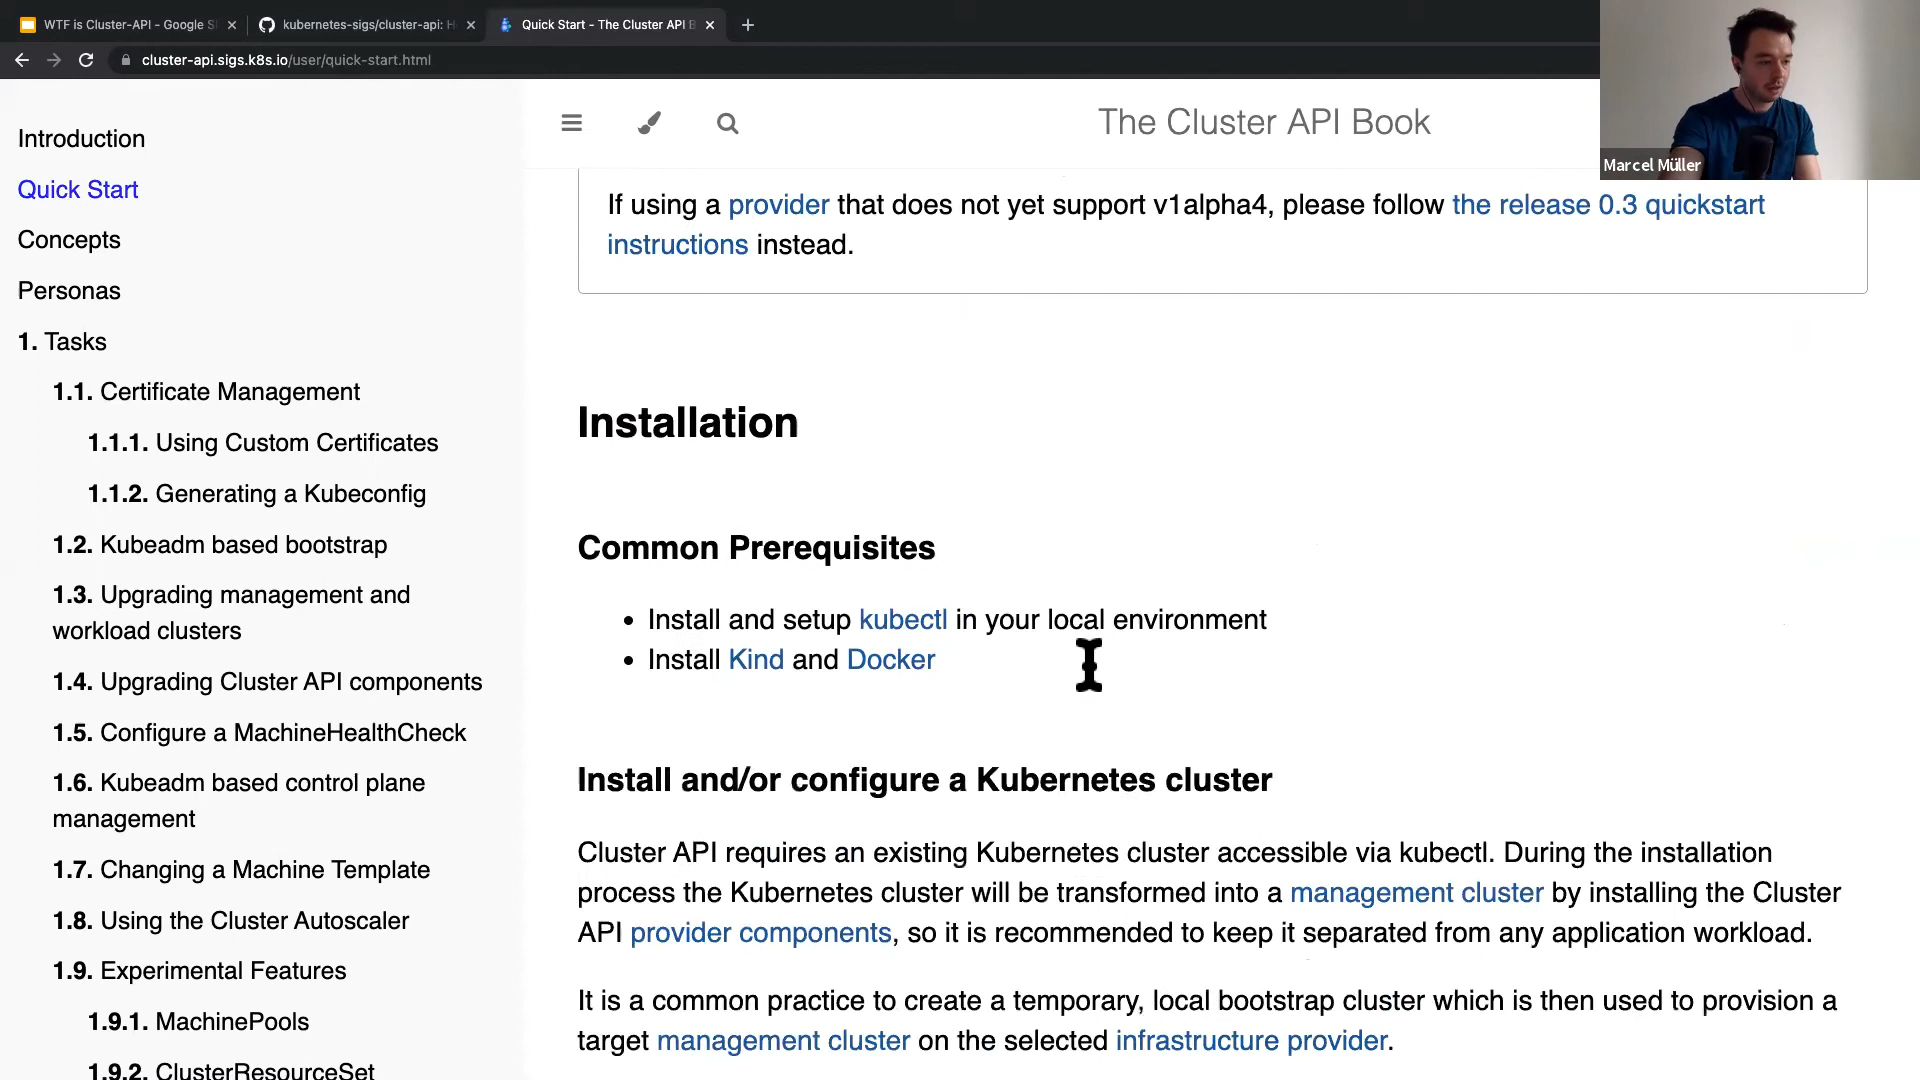 WTF is Cluster-API - Google S
kubernetes-sigs/cluster-api: H
Quick Start - The Cluster API B
cluster-api.sigs.k8s.io/user/quick-start.html
Marcel Müller
Introduction
Quick Start
Concepts
Personas
1. Tasks
1.1. Certificate Management
1.1.1. Using Custom Certificates
1.1.2. Generating a Kubeconfig
1.2. Kubeadm based bootstrap
1.3. Upgrading management and
workload clusters
1.4. Upgrading Cluster API components
1.5. Configure a MachineHealthCheck
1.6. Kubeadm based control plane
management
1.7. Changing a Machine Template
1.8. Using the Cluster Autoscaler
1.9. Experimental Features
1.9.1. MachinePools
1.9.2. ClusterResourceSet
The Cluster API Book
If using a provider that does not yet support v1alpha4, please follow the release 0.3 quickstart
instructions instead.
Installation
Common Prerequisites
• Install and setup kubectl in your local environment
• Install Kind and Docker
Install and/or configure a Kubernetes cluster
Cluster API requires an existing Kubernetes cluster accessible via kubectl. During the installation
process the Kubernetes cluster will be transformed into a management cluster by installing the Cluster
API provider components, so it is recommended to keep it separated from any application workload.
It is a common practice to create a temporary, local bootstrap cluster which is then used to provision a
target management cluster on the selected infrastructure provider.